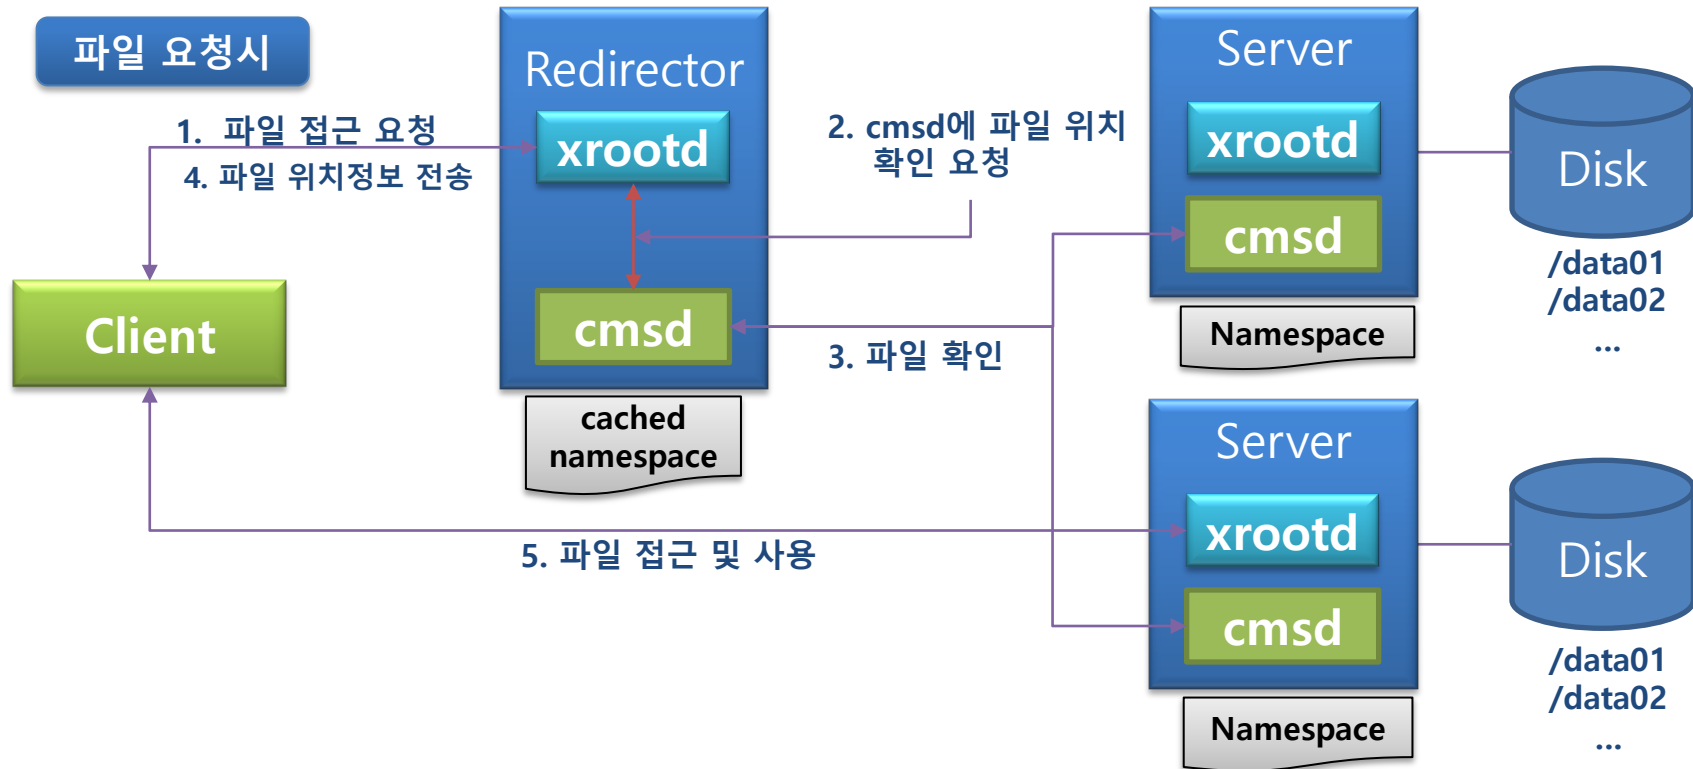 파일 요청시
Redirector
xrootd
cmsd
cached
namespace
1. 파일 접근 요청
4. 파일 위치정보 전송
Client
2. cmsd에 파일 위치
확인 요청
3. 파일 확인
5. 파일 접근 및 사용
Server
xrootd
cmsd
Namespace
Disk
/data01
/data02
...
Server
xrootd
cmsd
Namespace
Disk
/data01
/data02
...